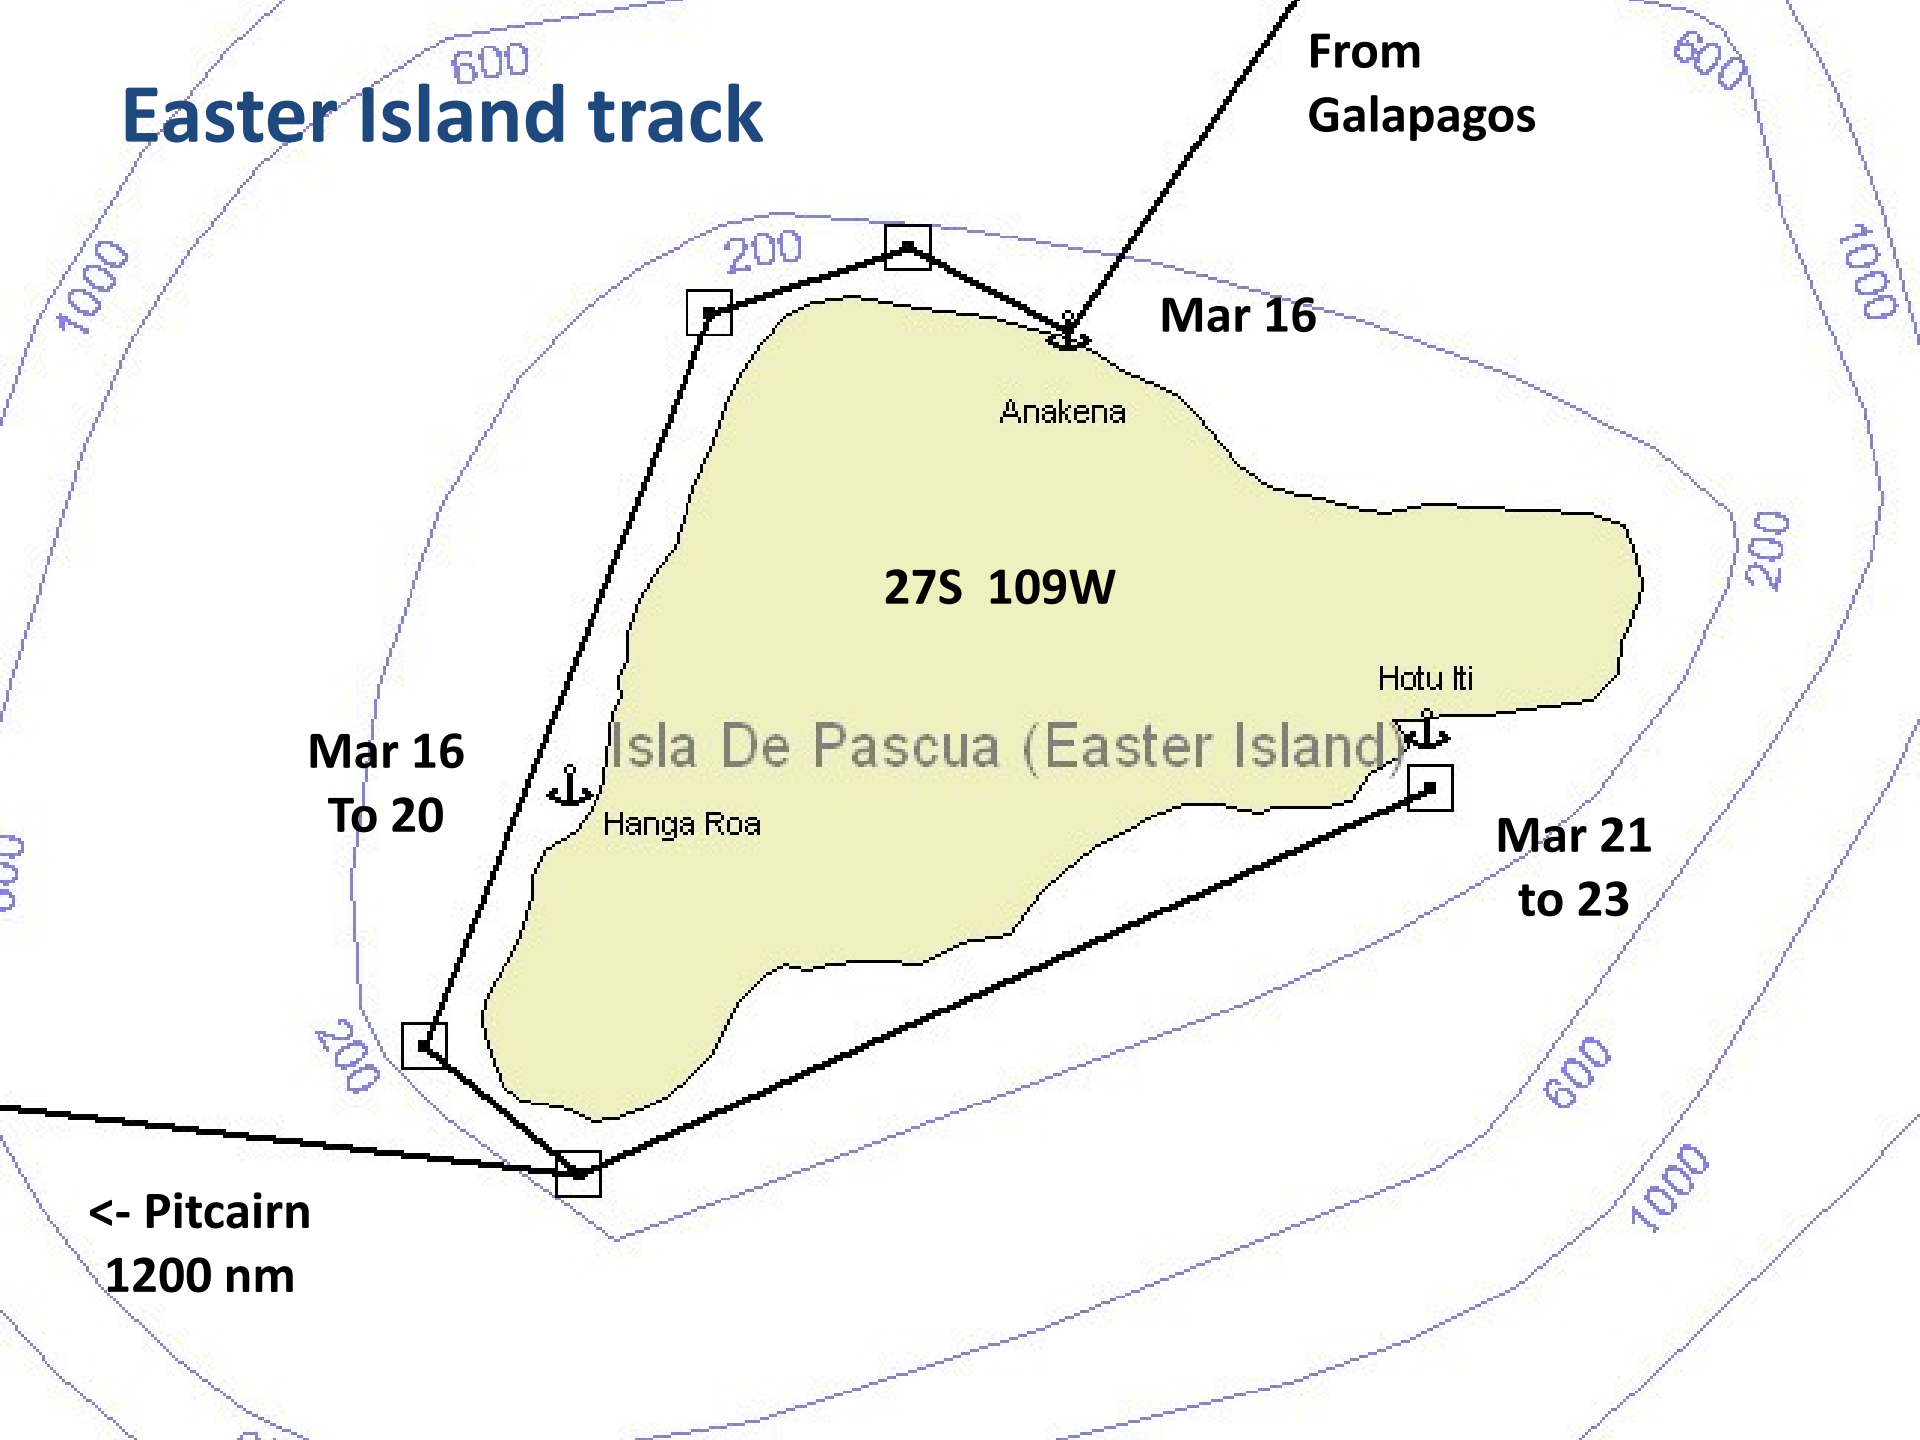 From
600
600
Easter Island track
Galapagos
200
1000
1000
Mar 16
Anakena
200
27S  109W
Hotu Iti
Isla De Pascua (Easter Island)
Mar 16
To 20
Hanga Roa
Mar 21
to 23
200
600
1000
<- Pitcairn
1200 nm